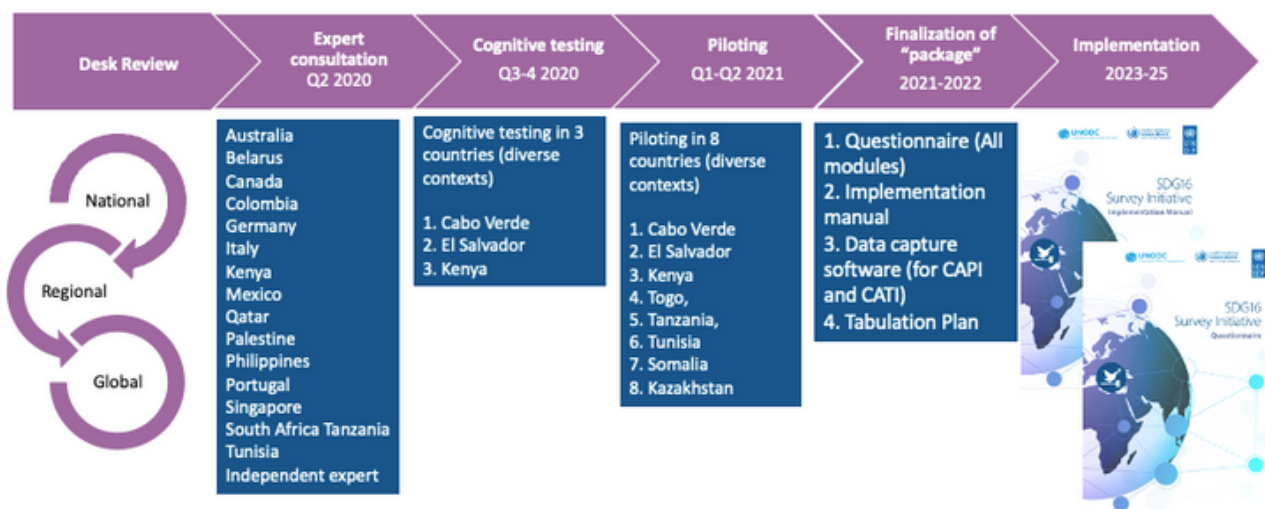 Desk Review
Expert
consultation
Q2 2020
Cognitive testing
Q3-4 2020
Piloting
Q1-Q2 2021
Finalization of
“package”
2021-2022
Implementation
2023-25
National
Regional
Global
Australia
Belarus
Canada
Colombia
Germany
Italy
Kenya
Mexico
Qatar
Palestine
Philippines
Portugal
Singapore
South Africa Tanzania
Tunisia
Independent expert
Cognitive testing in 3
countries (diverse
contexts)
1. Cabo Verde
2. El Salvador
3. Kenya
Piloting in 8
countries (diverse
contexts)
1. Cabo Verde
2. El Salvador
3. Kenya
4. Togo,
5. Tanzania,
6. Tunisia
7. Somalia
8. Kazakhstan
1. Questionnaire (All
modules)
2. Implementation
manual
3. Data capture
software (for CAPI
and CATI)
4. Tabulation Plan
UNODC
SDG16
Survey Initiative
Implementation Manual
UNODC
SDG16
Survey Initiative
Questionnaire